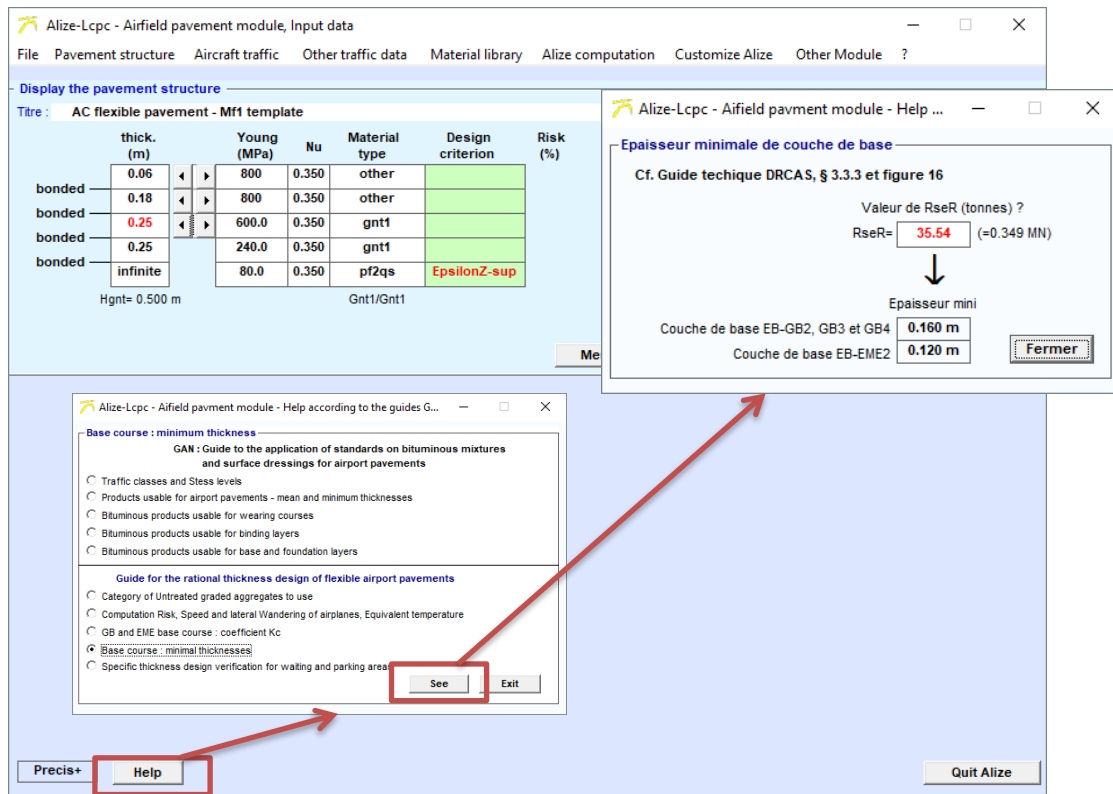 Alize-Lcpc - Airfield pavement module, Input data
File Pavement structure Aircraft traffic Other traffic data Material library Alize computation Customize Alize Other Module ?
Display the pavement structure
Titre : AC flexible pavement - Mf1 template
thick. (m) Young (MPa) Nu Material type Design criterion Risk (%)
0.06 800 0.350 other
bonded
0.18 800 0.350 other
bonded
0.25 600.0 0.350 gnt1
bonded
0.25 240.0 0.350 gnt1
bonded
infinite 80.0 0.350 pf2qs EpsilonZ-sup
Hgnt= 0.500 m Gnt1/Gnt1
Alize-Lcpc - Aifield pavment module - Help ...
Epaisseur minimale de couche de base
Cf. Guide techique DRCAS, § 3.3.3 et figure 16
Valeur de RseR (tonnes) ?
RseR= 35.54 (=0.349 MN)
Epaisseur mini
Couche de base EB-GB2, GB3 et GB4 0.160 m
Couche de base EB-EME2 0.120 m
Fermer
Alize-Lcpc - Aifield pavment module - Help according to the guides G...
Base course : minimum thickness
GAN : Guide to the application of standards on bituminous mixtures
and surface dressings for airport pavements
Traffic classes and Stess levels
Products usable for airport pavements - mean and minimum thicknesses
Bituminous products usable for wearing courses
Bituminous products usable for binding layers
Bituminous products usable for base and foundation layers
Guide for the rational thickness design of flexible airport pavements
Category of Untreated graded aggregates to use
Computation Risk, Speed and lateral Wandering of airplanes, Equivalent temperature
GB and EME base course : coefficient Kc
Base course : minimal thicknesses
Specific thickness design verification for waiting and parking areas
See Exit
Precis+ Help Quit Alize